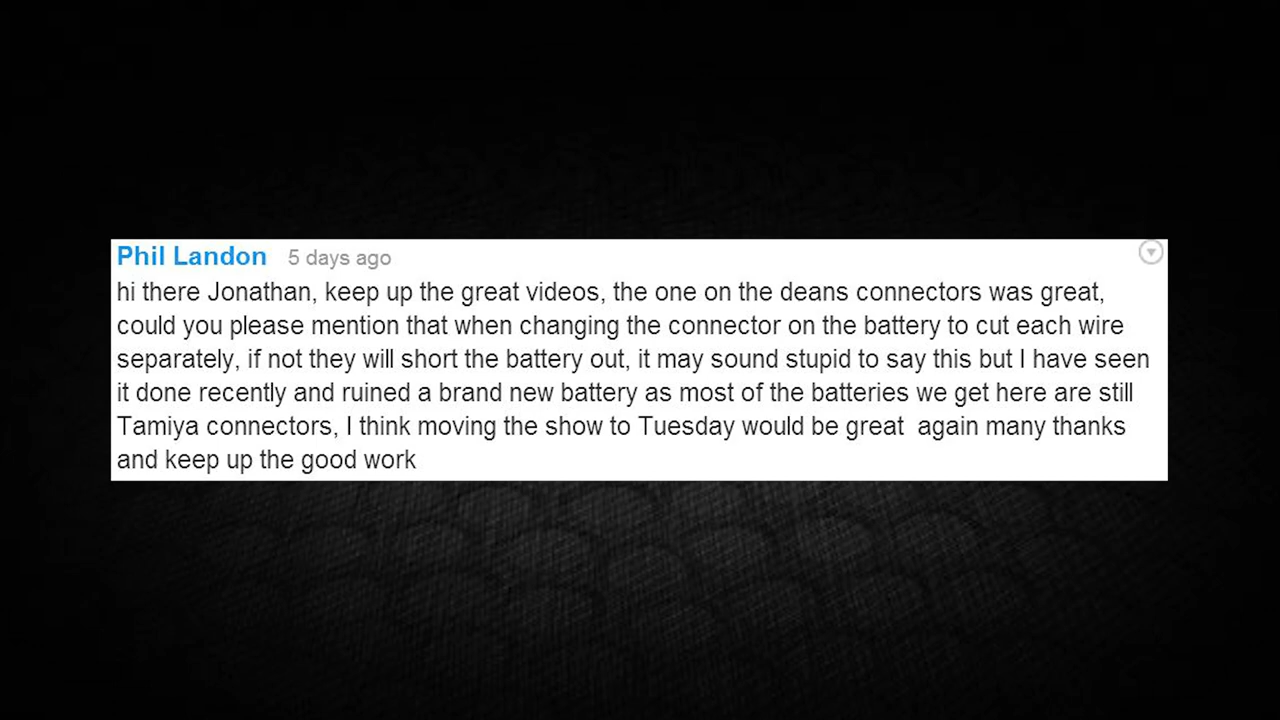 Phil Landon 5 days ago
hi there Jonathan, keep up the great videos, the one on the deans connectors was great,
could you please mention that when changing the connector on the battery to cut each wire
separately, if not they will short the battery out, it may sound stupid to say this but I have seen
it done recently and ruined a brand new battery as most of the batteries we get here are still
Tamiya connectors, I think moving the show to Tuesday would be great  again many thanks
and keep up the good work